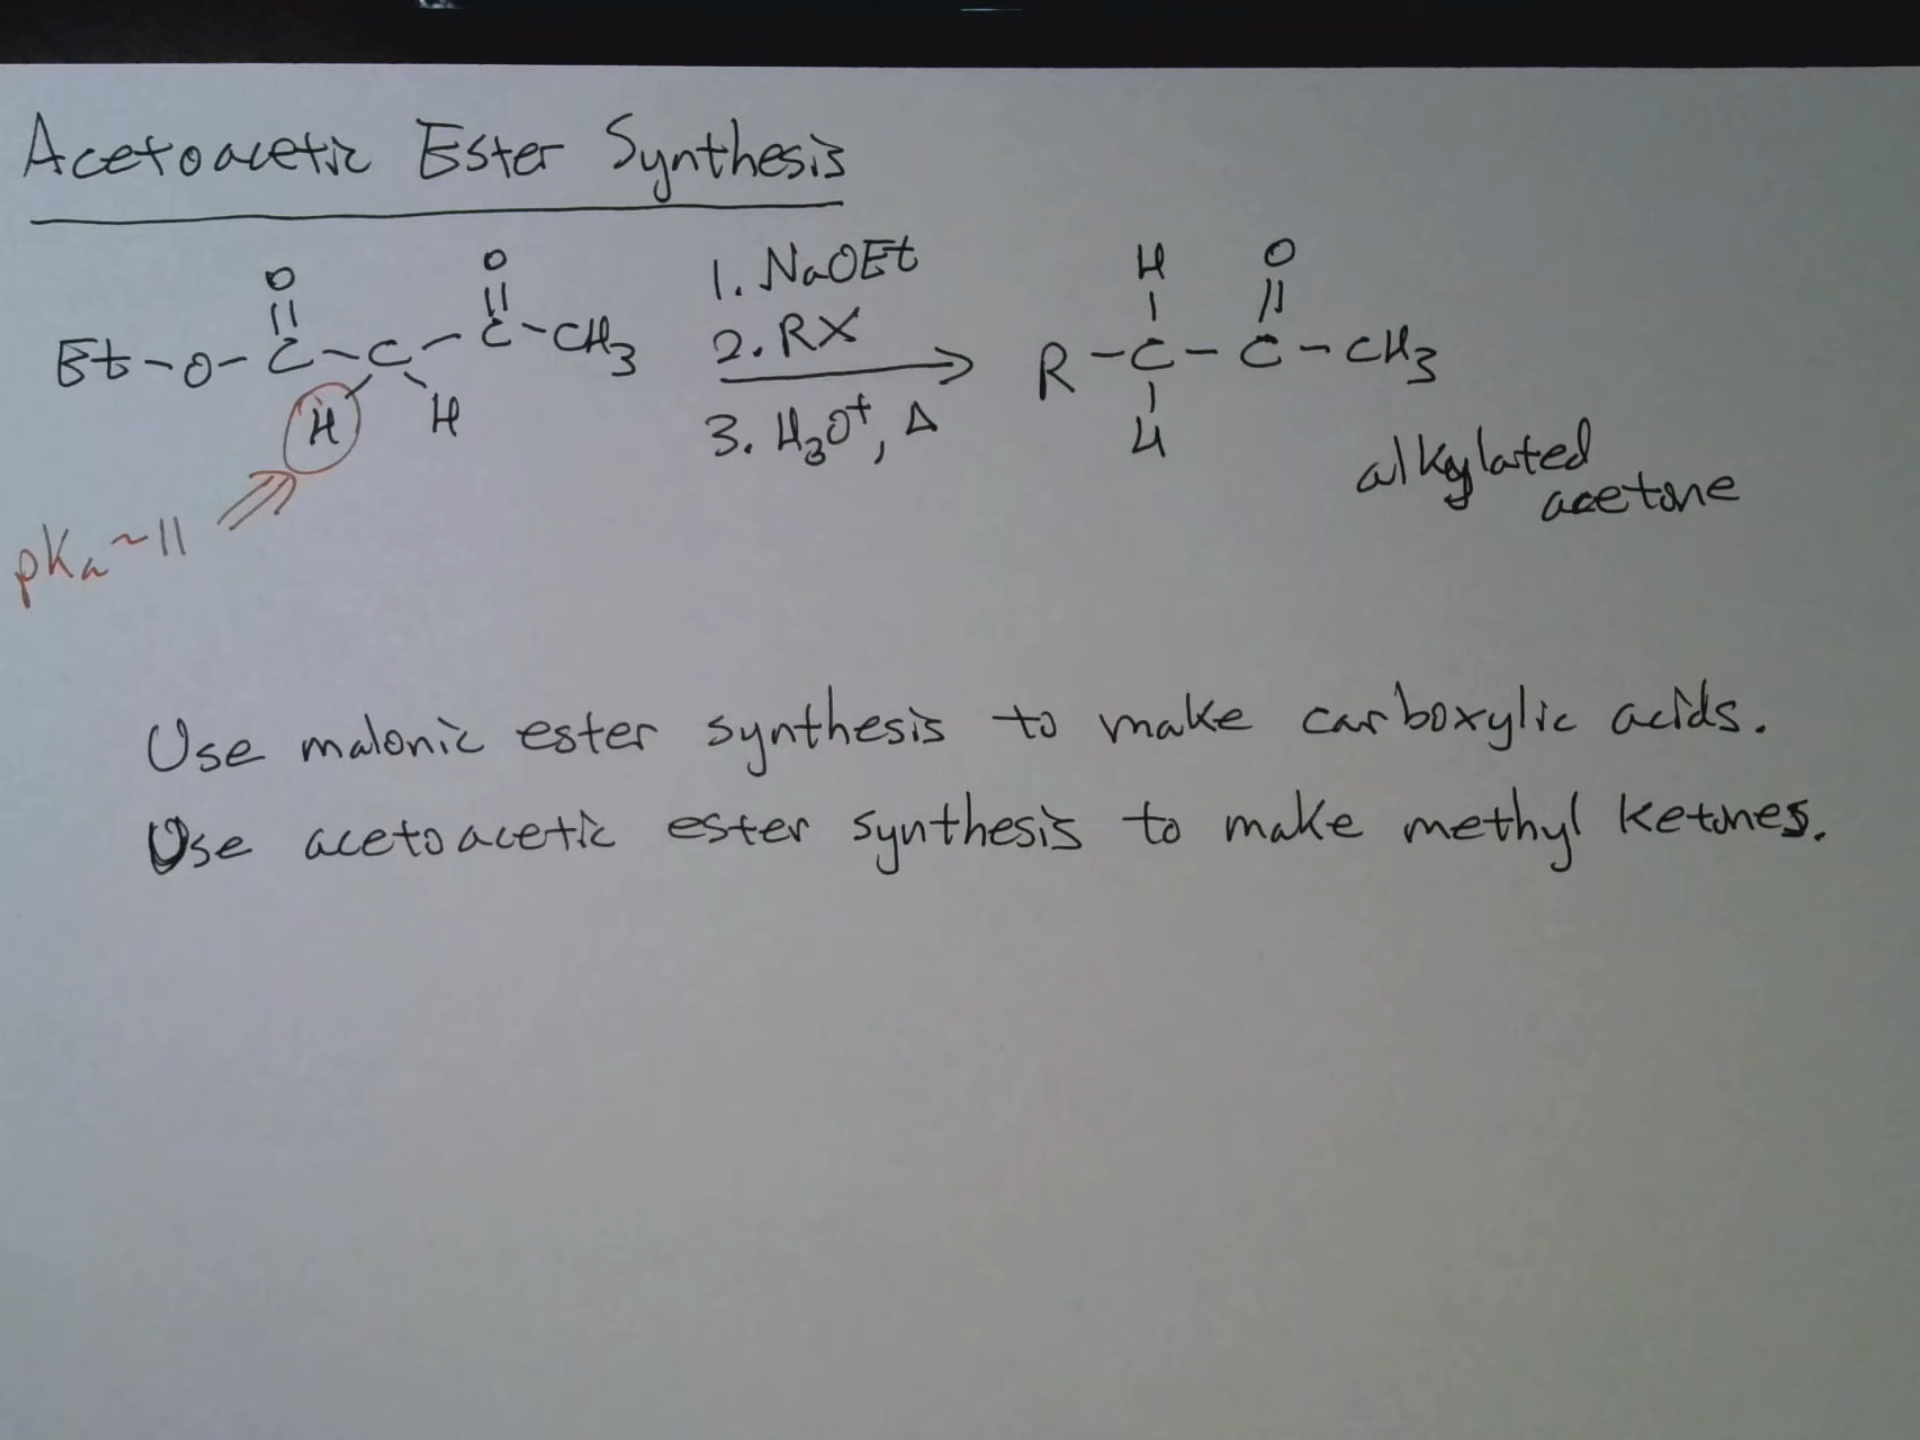 Acetoacetic Ester Synthesis
O O H O
|| || | ||
Et-O-C-C-C-CH3
H H
1. NaOEt
2. RX
3. H3O+, Δ
R-C-C-CH3
H
alkylated
acetone
pKa~11
Use malonic ester synthesis to make carboxylic acids.
Use acetoacetic ester synthesis to make methyl ketones.